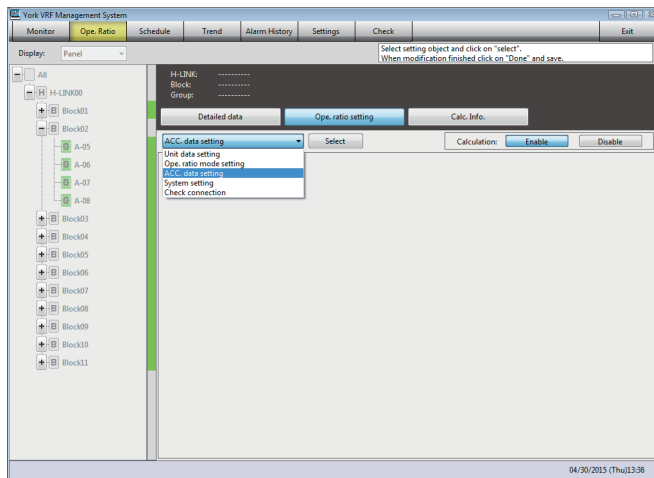 York VRF Management System
Monitor Ope. Ratio Schedule Trend Alarm History Settings Check Exit
Display: Panel
Select setting object and click on "select".
When modification finished click on "Done" and save.
All
H H-LINK00
B Block01
B Block02
G A-05
G A-06
G A-07
G A-08
B Block03
B Block04
B Block05
B Block06
B Block07
B Block08
B Block09
B Block10
B Block11
H-LINK: ----------
Block: ----------
Group: ----------
Detailed data Ope. ratio setting Calc. Info.
ACC. data setting Select Calculation: Enable Disable
Unit data setting
Ope. ratio mode setting
ACC. data setting
System setting
Check connection
04/30/2015 (Thu)13:36